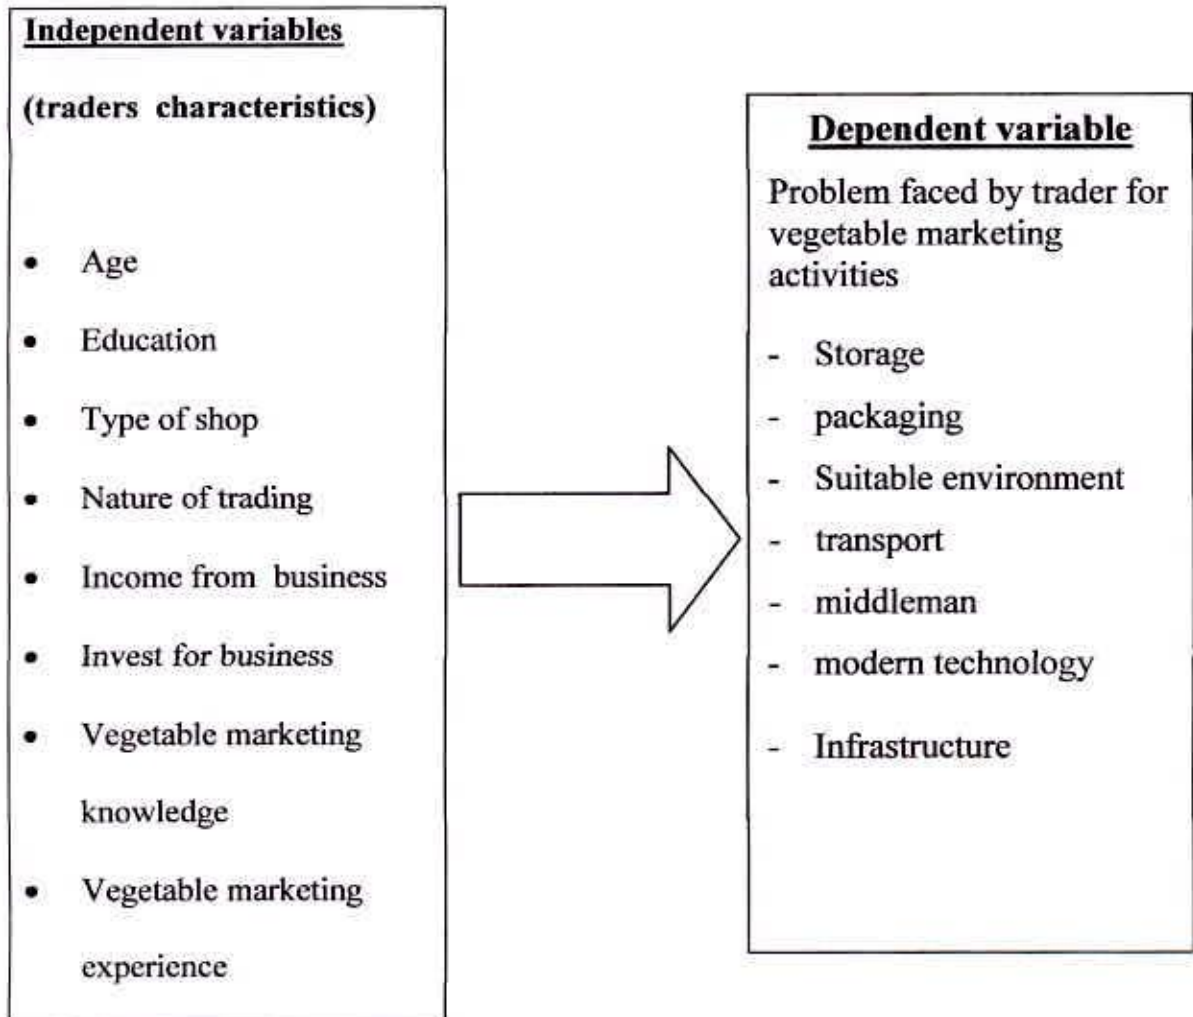 Independent variables
(traders characteristics)
• Age
• Education
• Type of shop
• Nature of trading
• Income from business
• Invest for business
• Vegetable marketing
knowledge
• Vegetable marketing
experience
Dependent variable
Problem faced by trader for
vegetable marketing
activities
- Storage
- packaging
- Suitable environment
- transport
- middleman
- modern technology
- Infrastructure